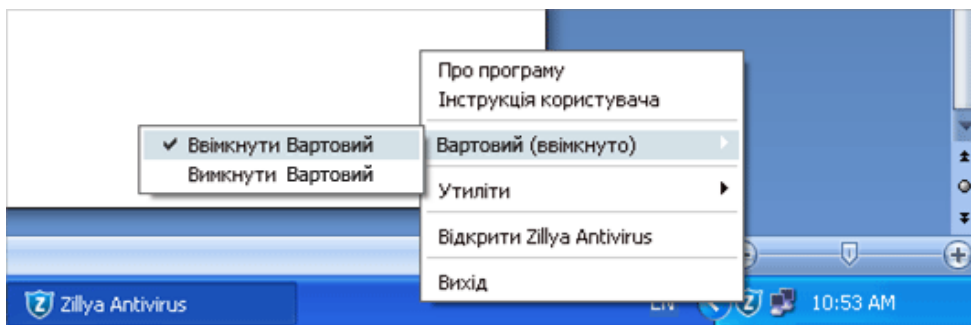 Про програму
Інструкція користувача
Ввімкнути Вартовий
Вимкнути Вартовий
Вартовий (ввімкнуто)
Утиліти
Відкрити Zillya Antivirus
Вихід
Zillya Antivirus
EN
10:53 AM